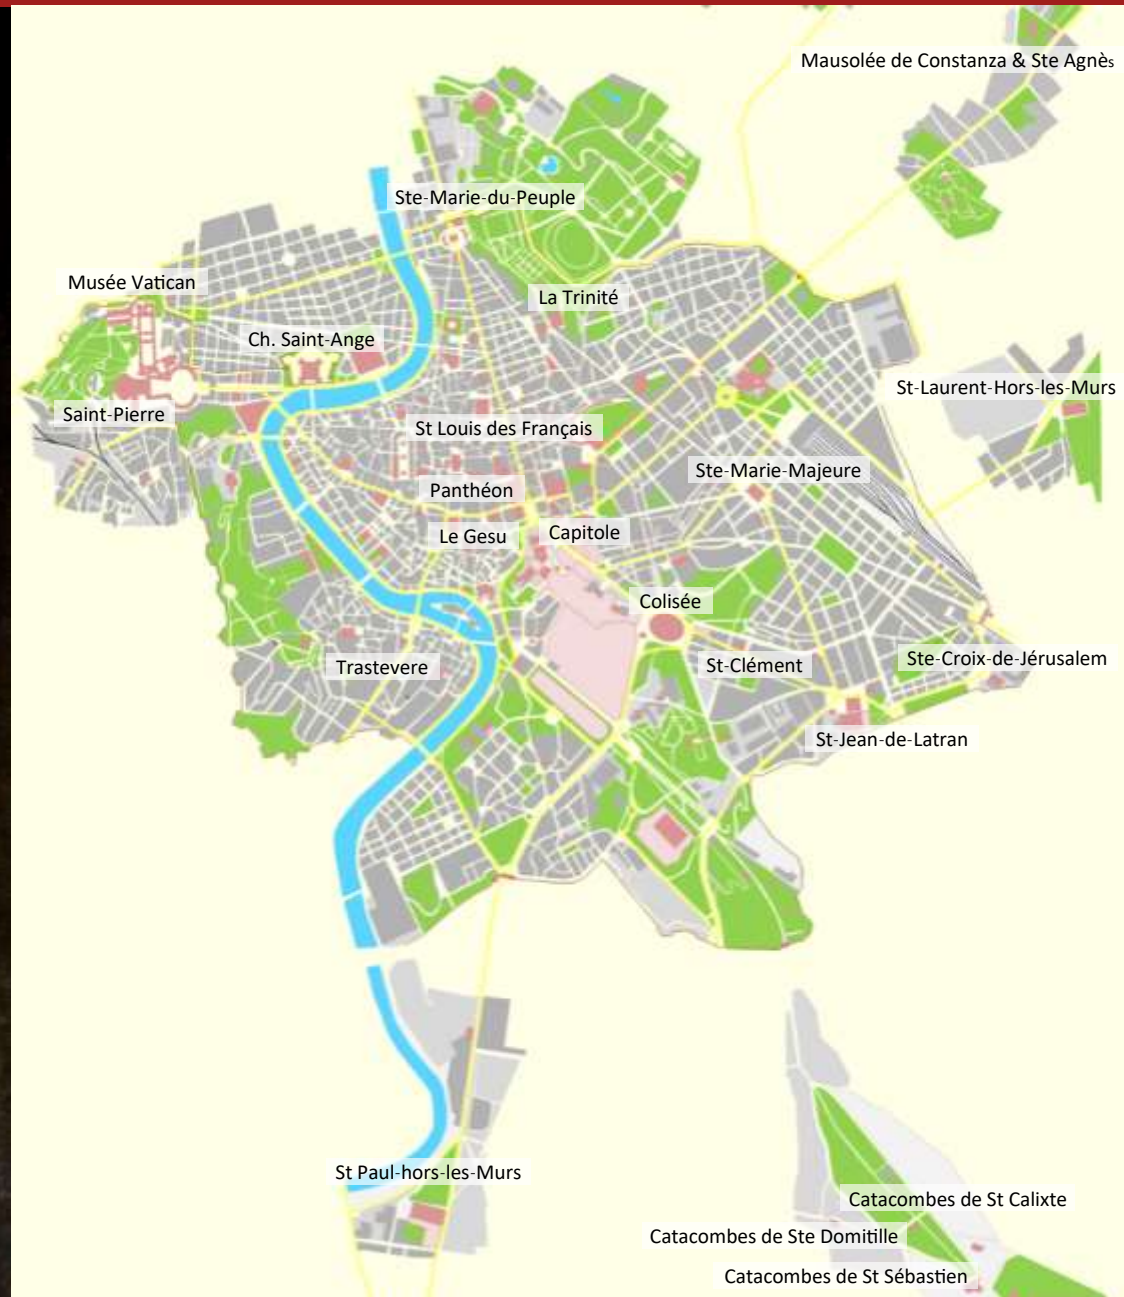 Mausolée de Constanza & Ste Agnès
Ste-Marie-du-Peuple
Musée Vatican
La Trinité
Ch. Saint-Ange
St-Laurent-Hors-les-Murs
Saint-Pierre
St Louis des Français
Ste-Marie-Majeure
Panthéon
Capitole
Le Gesu
Colisée
Ste-Croix-de-Jérusalem
St-Clément
Trastevere
St-Jean-de-Latran
St Paul-hors-les-Murs
Catacombes de St Calixte
Catacombes de Ste Domitille
Catacombes de St Sébastien